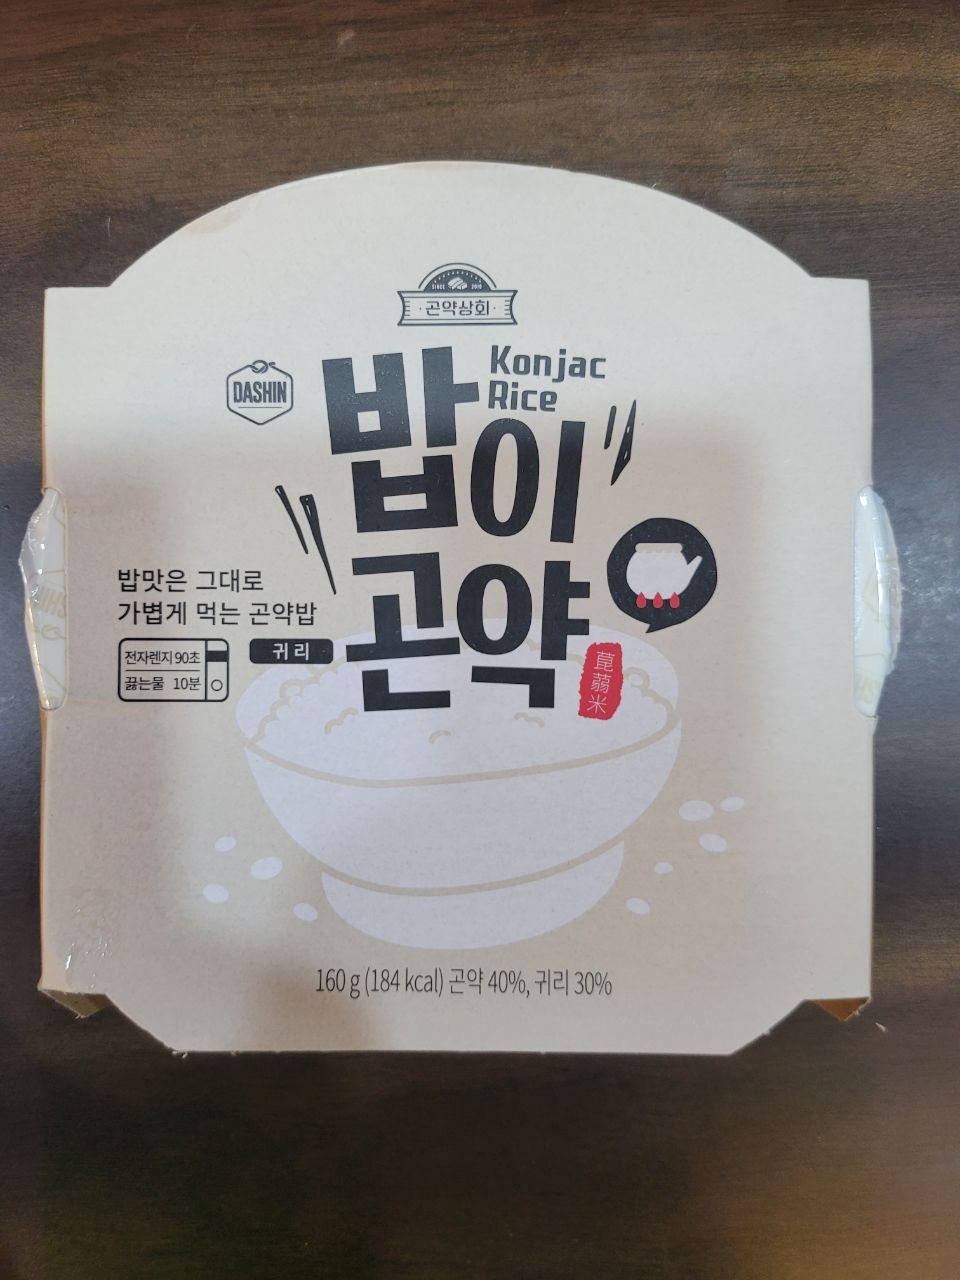 SINCE 2010
·곤약상회·
DASHIN
Konjac
Rice
밥이
곤약
밥맛은 그대로
가볍게 먹는 곤약밥
전자렌지 90초
끓는물 10분
귀리
蒟蒻米
160 g (184 kcal) 곤약 40%, 귀리 30%